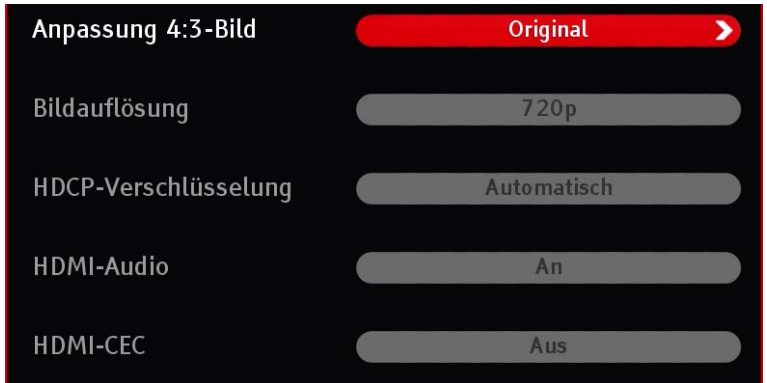 Anpassung 4:3-Bild Original
Bildauflösung 720p
HDCP-Verschlüsselung Automatisch
HDMI-Audio An
HDMI-CEC Aus